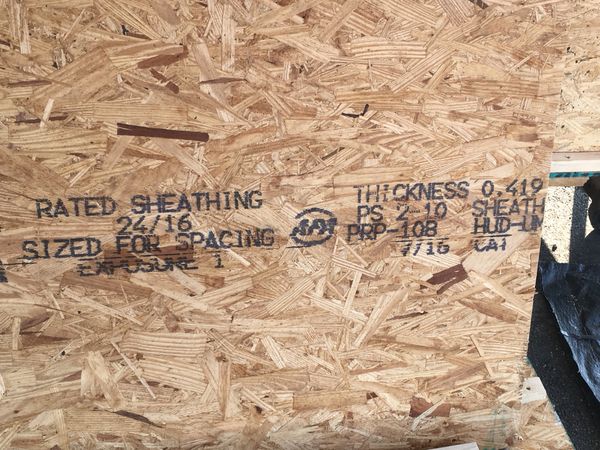 RATED SHEATHING
24/16
SIZED FOR SPACING
EXPOSURE 1
APA
THICKNESS 0.419
PS 2-10 SHEATH
PRP-108 HUD-UM
7/16 CAT